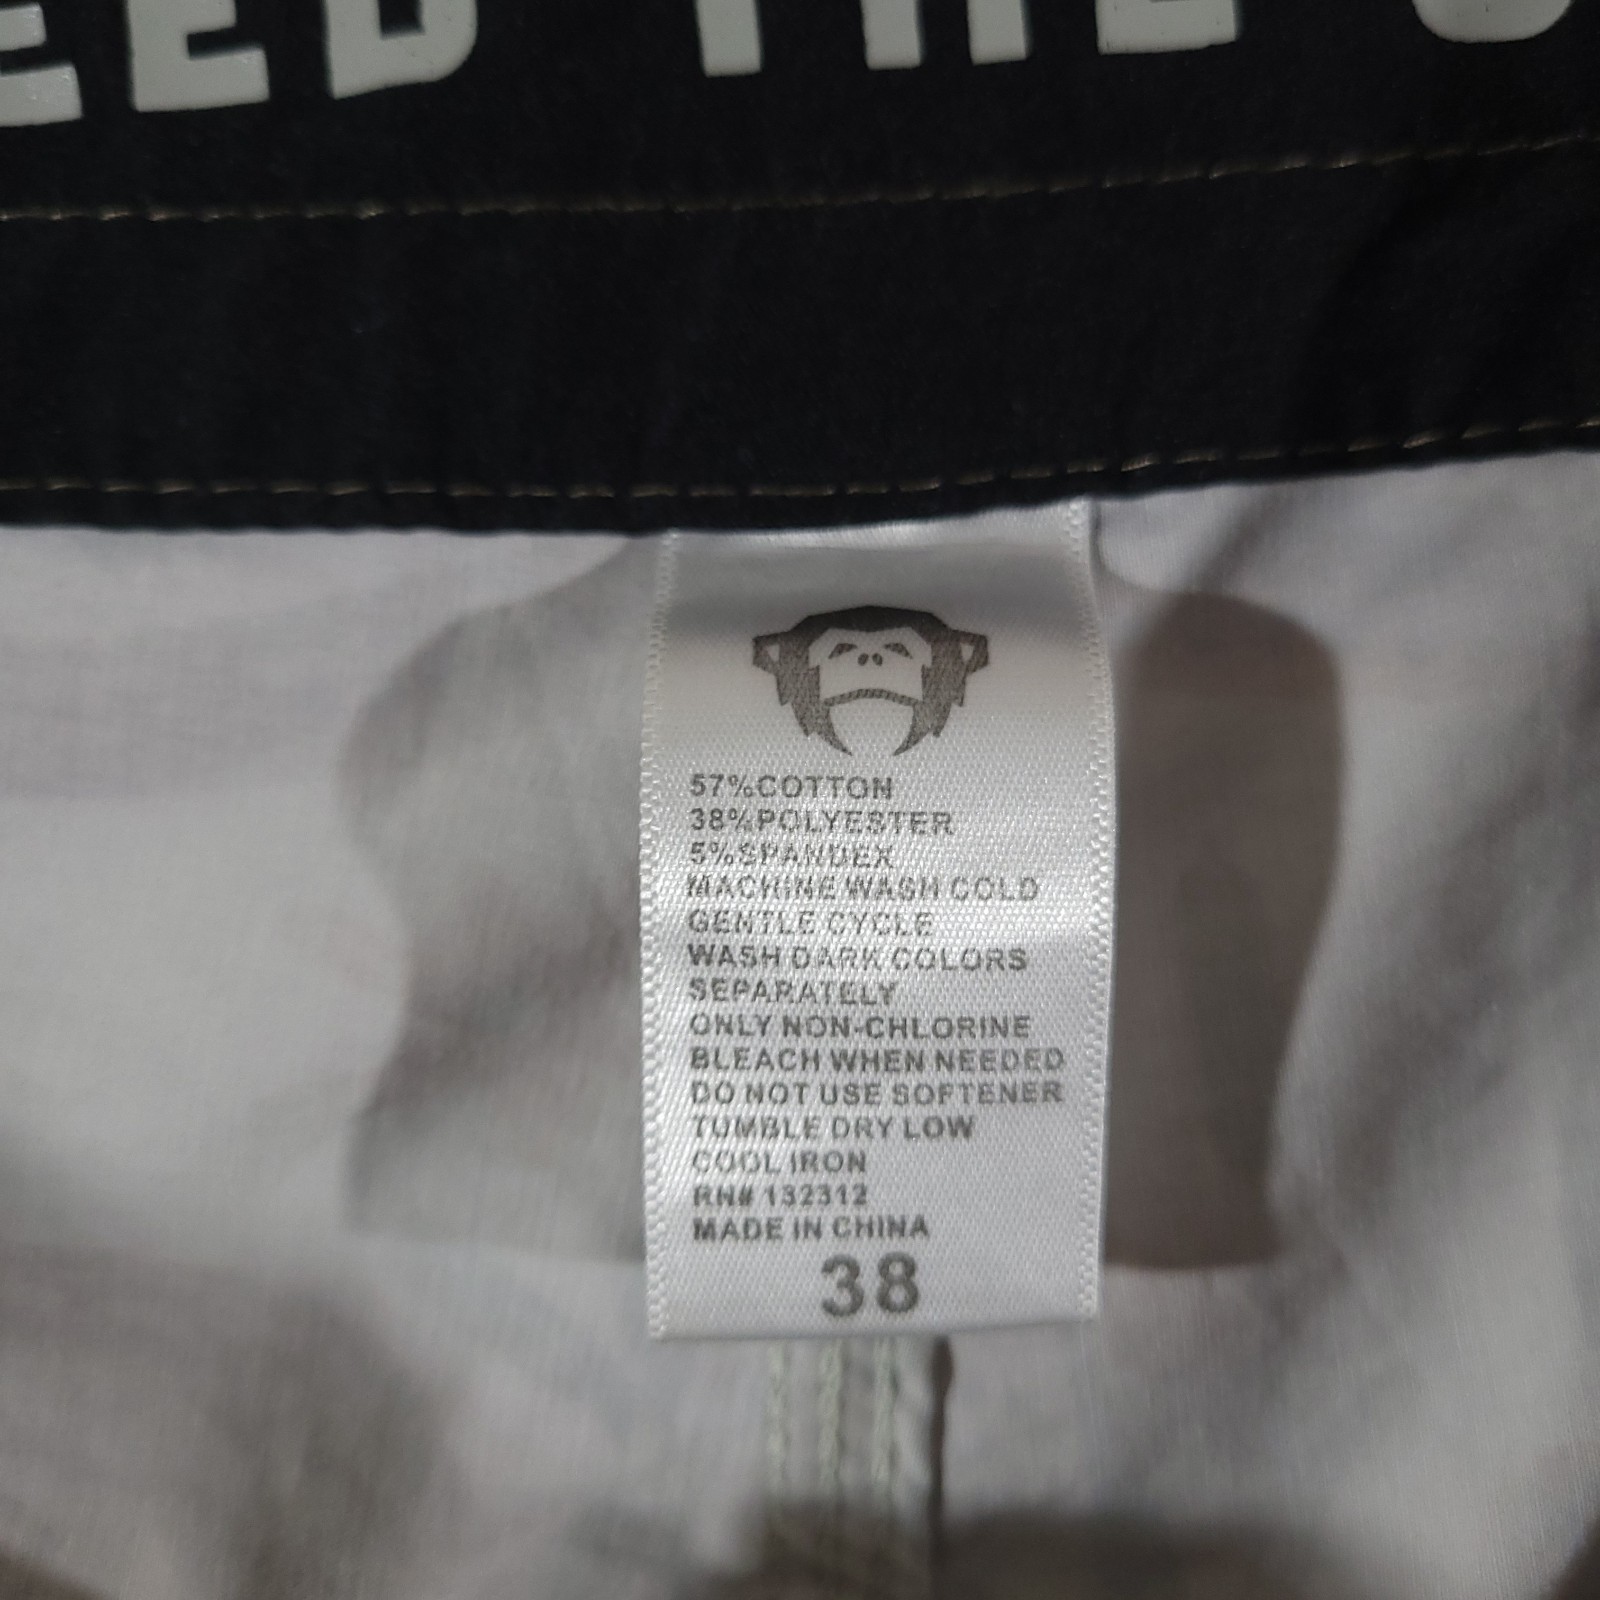 EED THE
57%COTTON
38%POLYESTER
5%SPANDEX
MACHINE WASH COLD
GENTLE CYCLE
WASH DARK COLORS
SEPARATELY
ONLY NON-CHLORINE
BLEACH WHEN NEEDED
DO NOT USE SOFTENER
TUMBLE DRY LOW
COOL IRON
RN# 132312
MADE IN CHINA
38